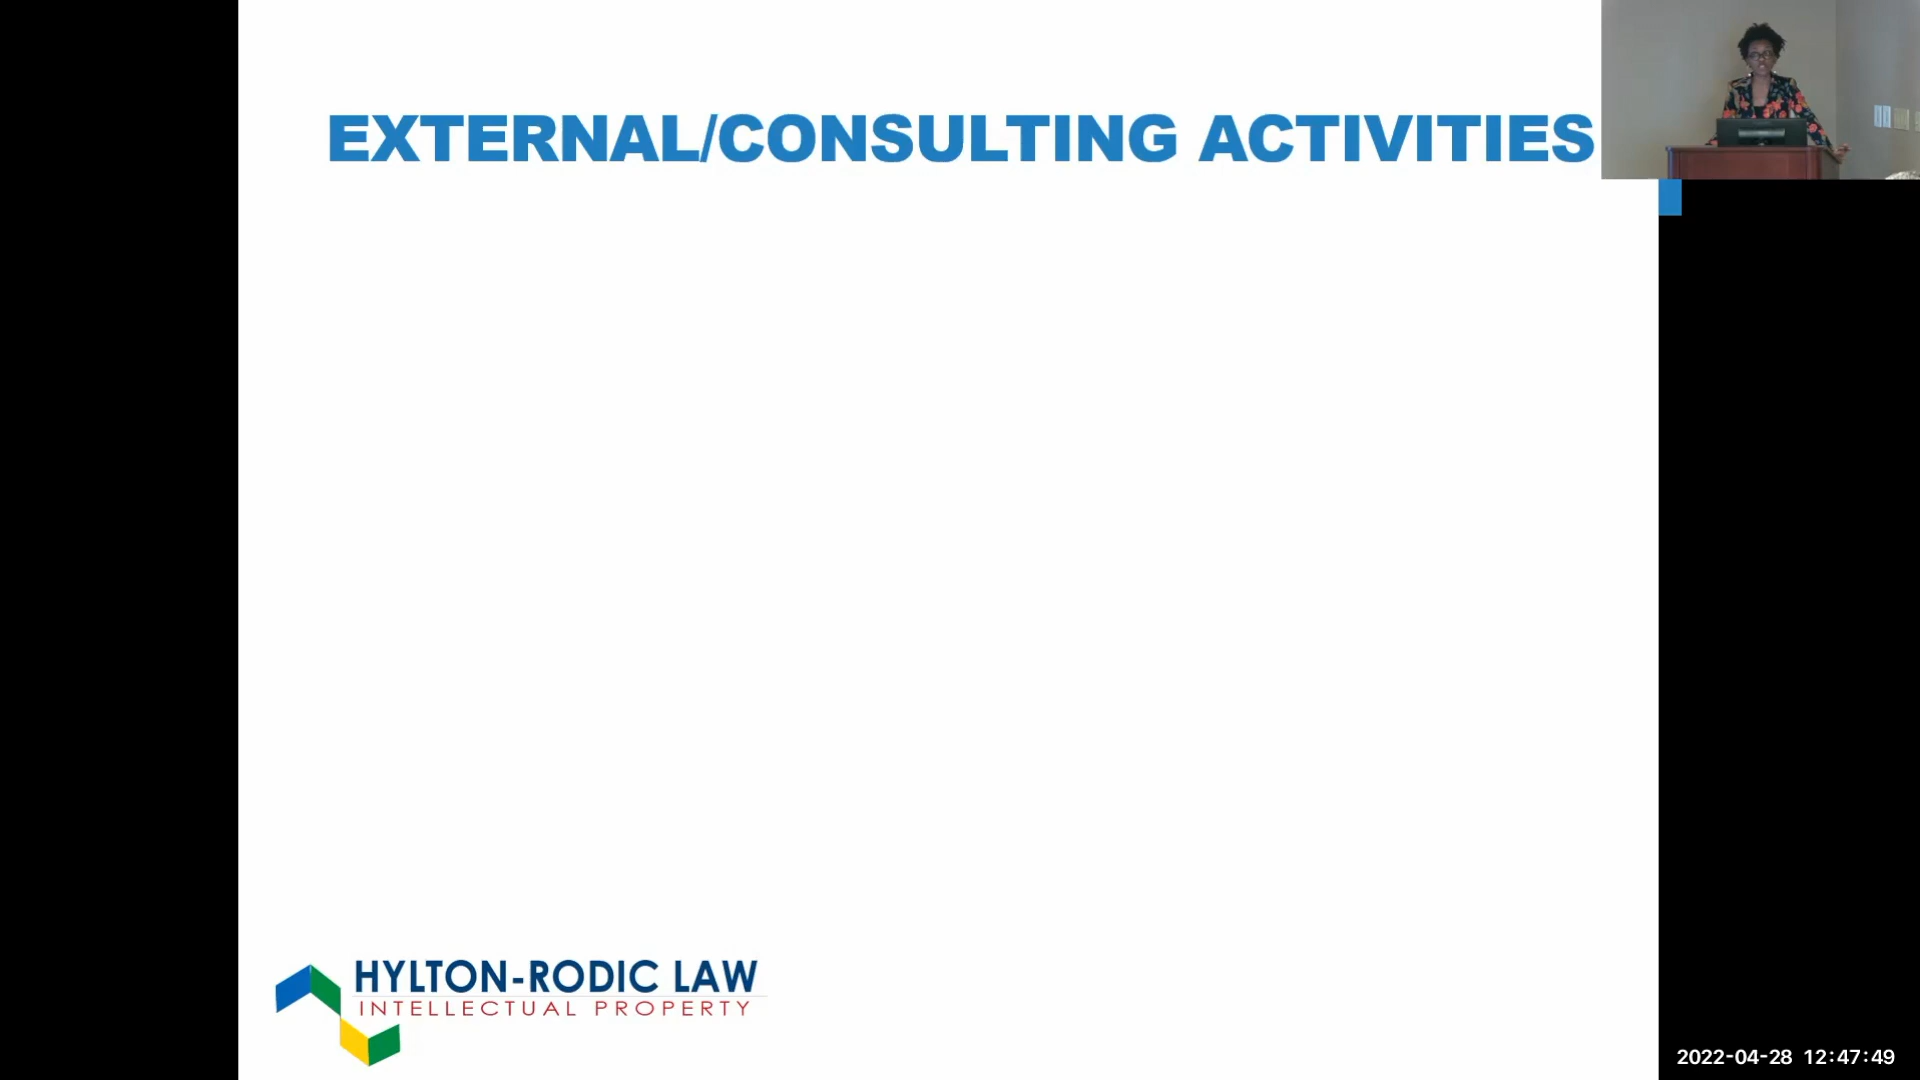 EXTERNAL/CONSULTING ACTIVITIES
HYLTON-RODIC LAW
INTELLECTUAL PROPERTY
2022-04-28 12:47:49